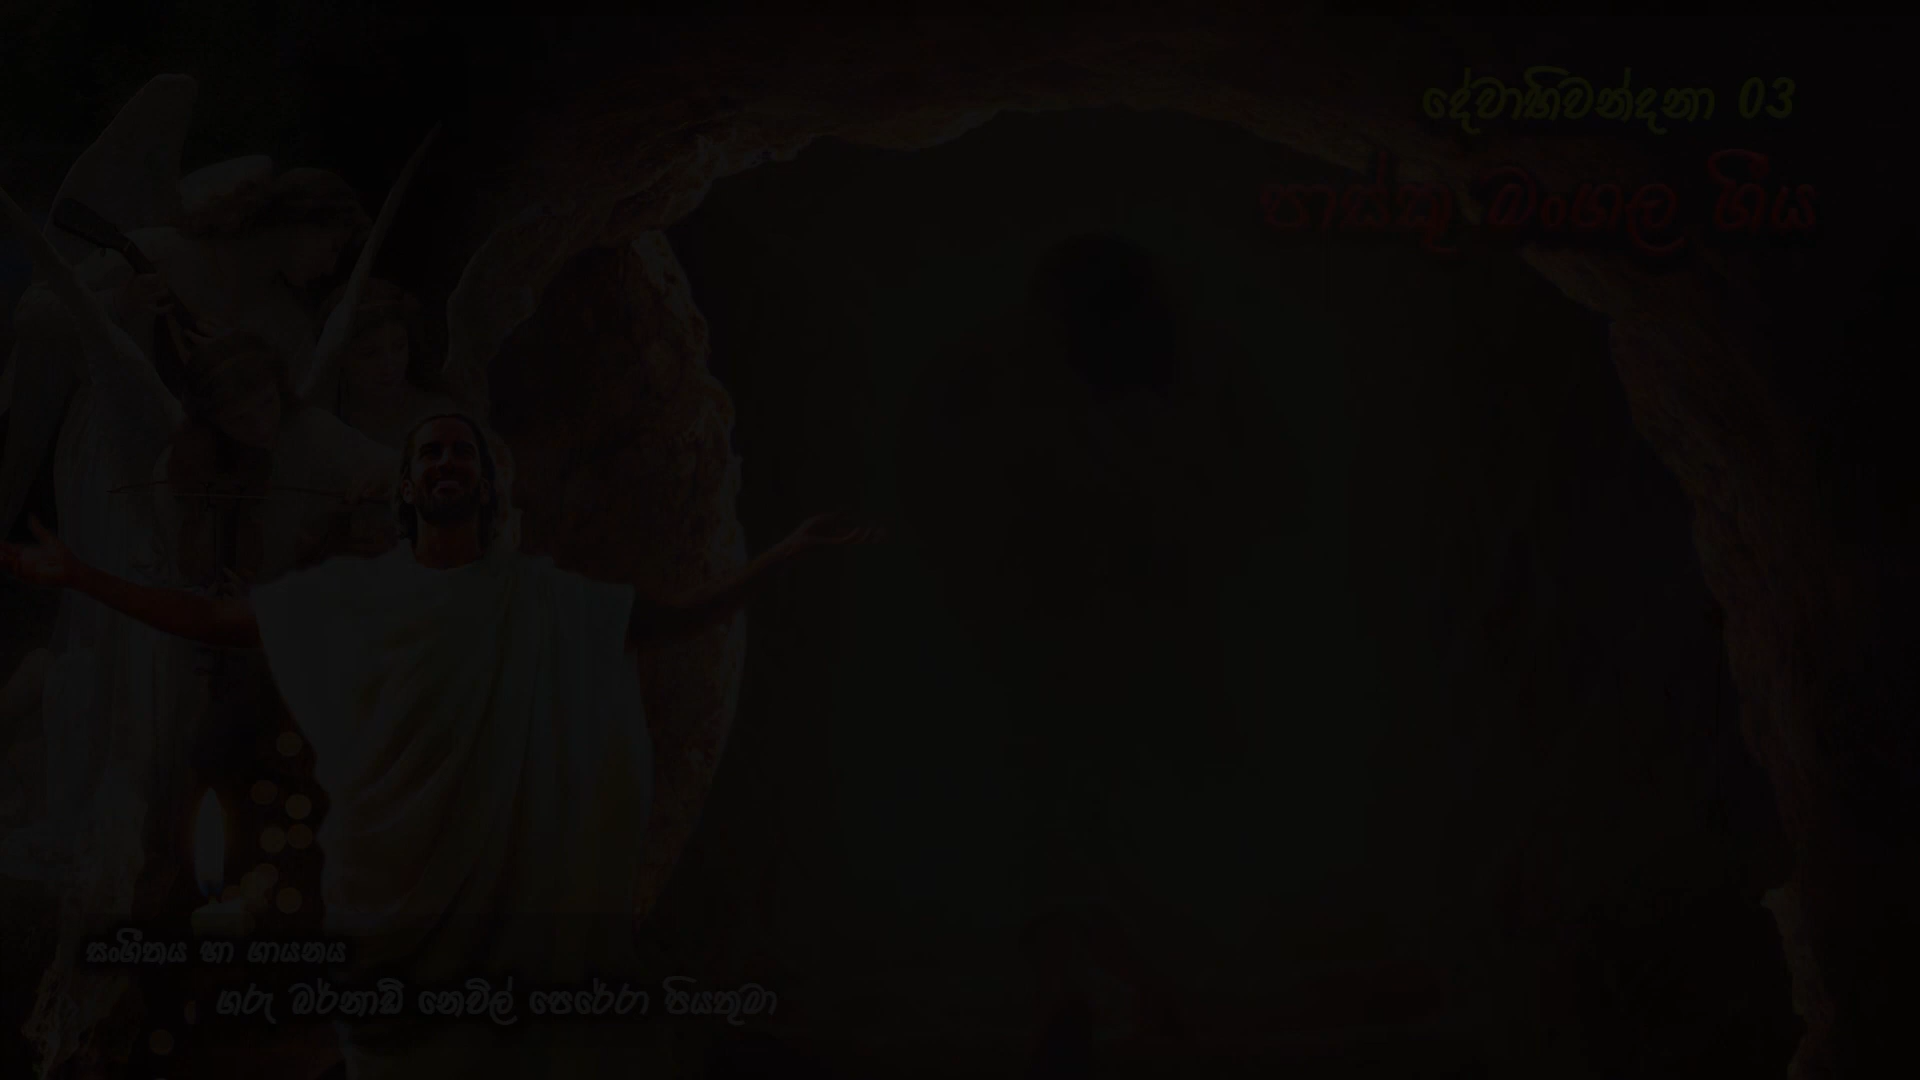 දේවාභිවන්දනා 03
පාස්කු මංගල ගීය
සංගීතය හා ගායනය
ගරු බර්නාඩ් නෙවිල් පෙරේරා පියතුමා